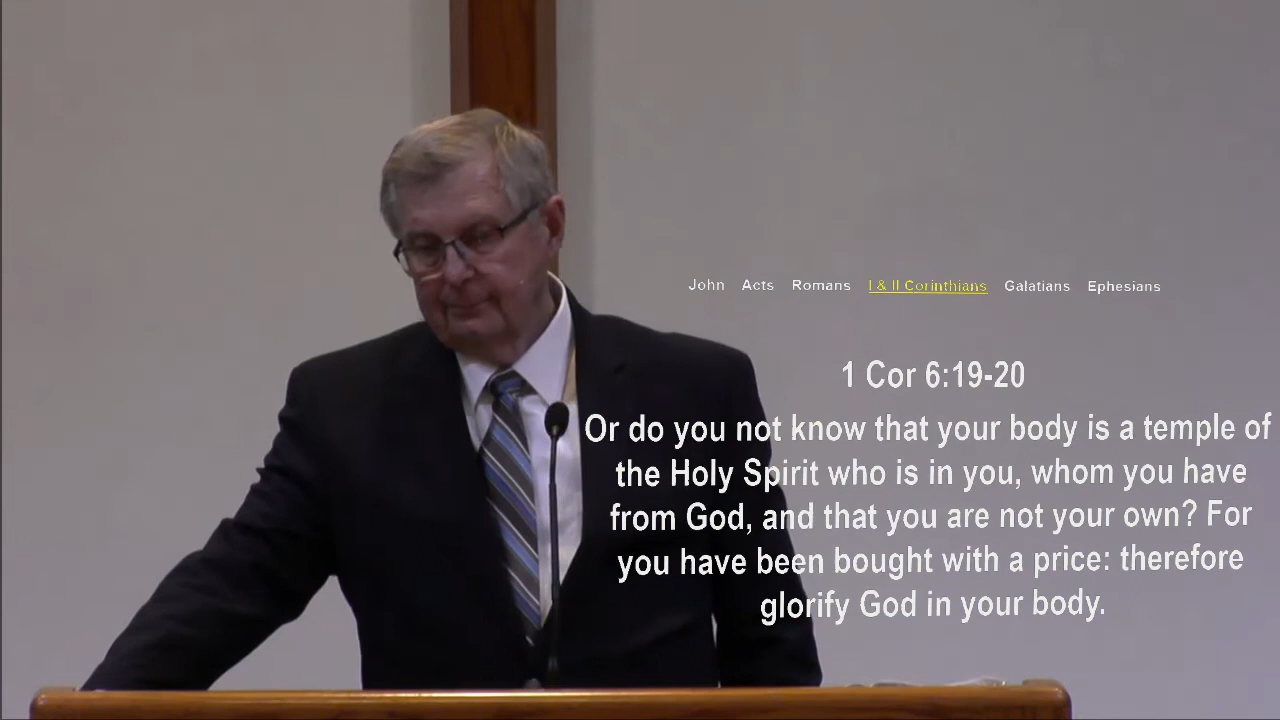 John Acts Romans I & II Corinthians Galatians Ephesians
1 Cor 6:19-20
Or do you not know that your body is a temple of
the Holy Spirit who is in you, whom you have
from God, and that you are not your own? For
you have been bought with a price: therefore
glorify God in your body.